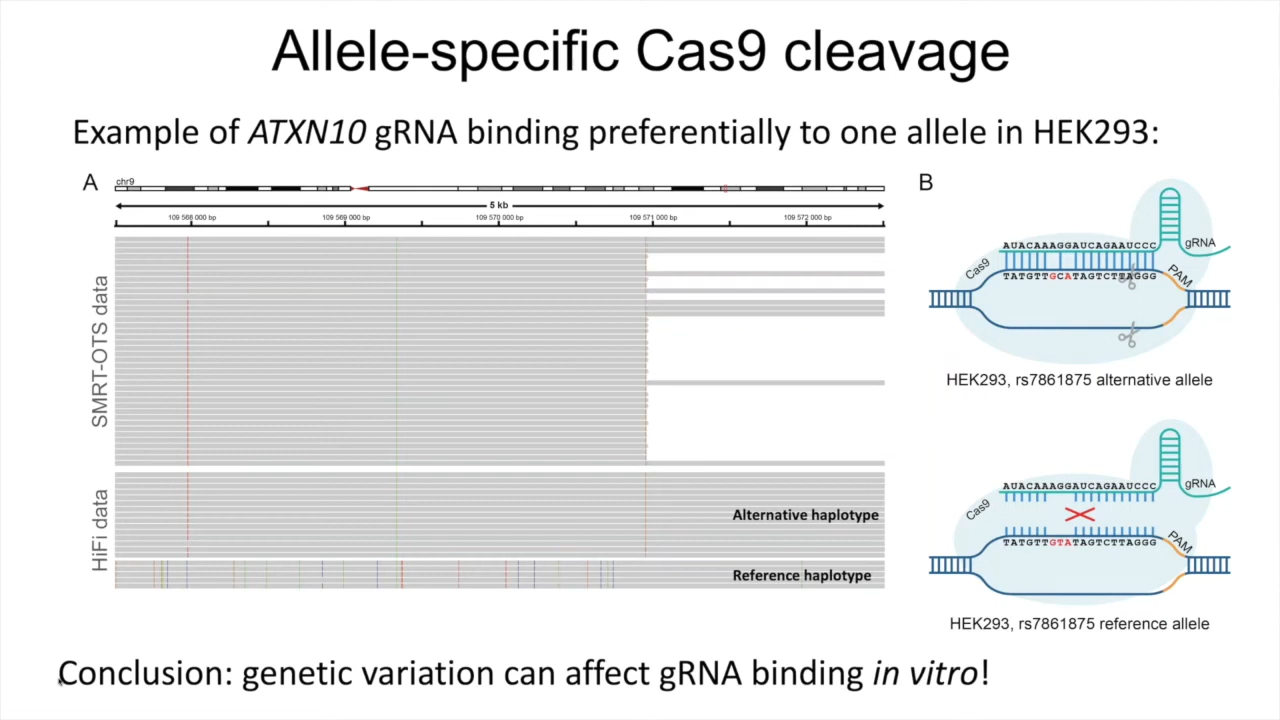 Allele-specific Cas9 cleavage
Example of ATXN10 gRNA binding preferentially to one allele in HEK293:
A
chr9
5 kb
109 568 000 bp
109 569 000 bp
109 570 000 bp
109 571 000 bp
109 572 000 bp
SMRT-OTS data
HiFi data
Alternative haplotype
Reference haplotype
B
AUACAAAGGAUCAGAAUCCC
gRNA
Cas9
PAM
TATGTTGCATAGTCTTAGGG
HEK293, rs7861875 alternative allele
AUACAAAGGAUCAGAAUCCC
gRNA
Cas9
PAM
TATGTTGTATAGTCTTAGGG
HEK293, rs7861875 reference allele
Conclusion: genetic variation can affect gRNA binding in vitro!